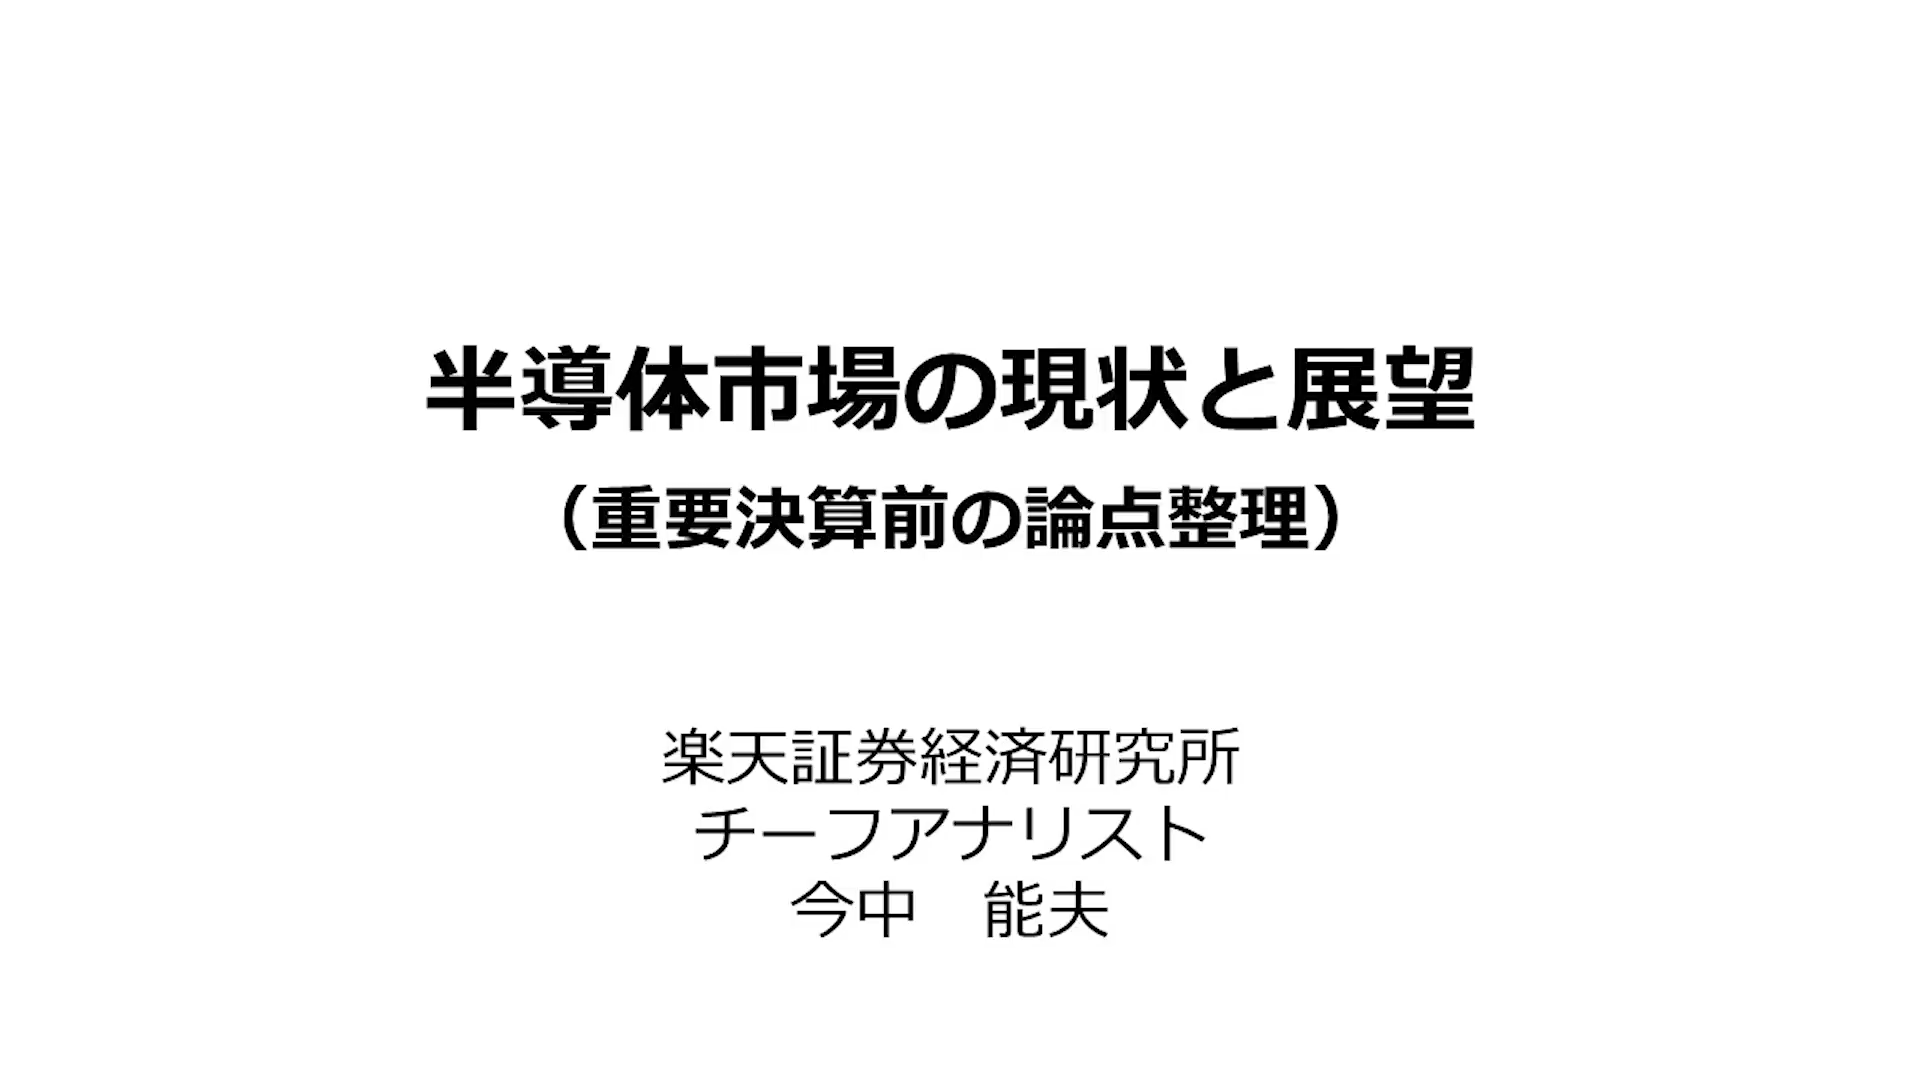 半導体市場の現状と展望
（重要決算前の論点整理）
楽天証券経済研究所
チーフアナリスト
今中　能夫